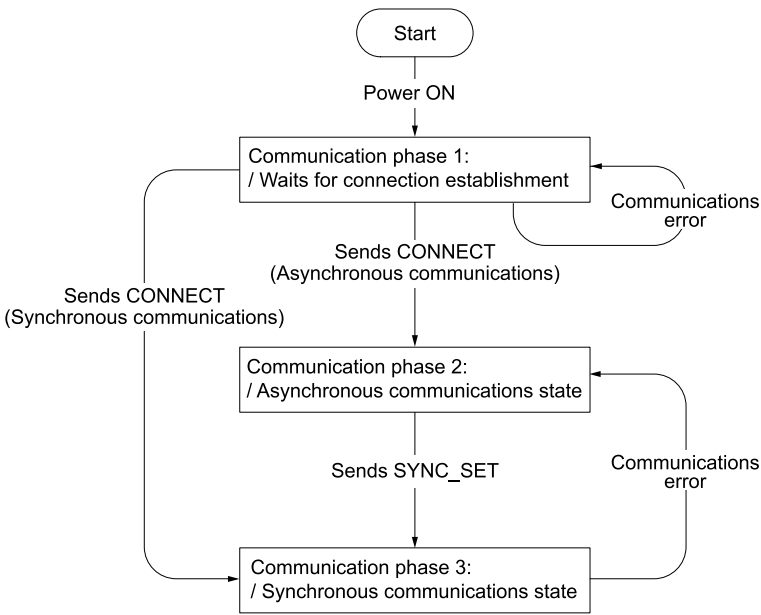 Start
Power ON
Communication phase 1:
/ Waits for connection establishment
Communications
error
Sends CONNECT
(Asynchronous communications)
Sends CONNECT
(Synchronous communications)
Communication phase 2:
/ Asynchronous communications state
Sends SYNC_SET
Communications
error
Communication phase 3:
/ Synchronous communications state